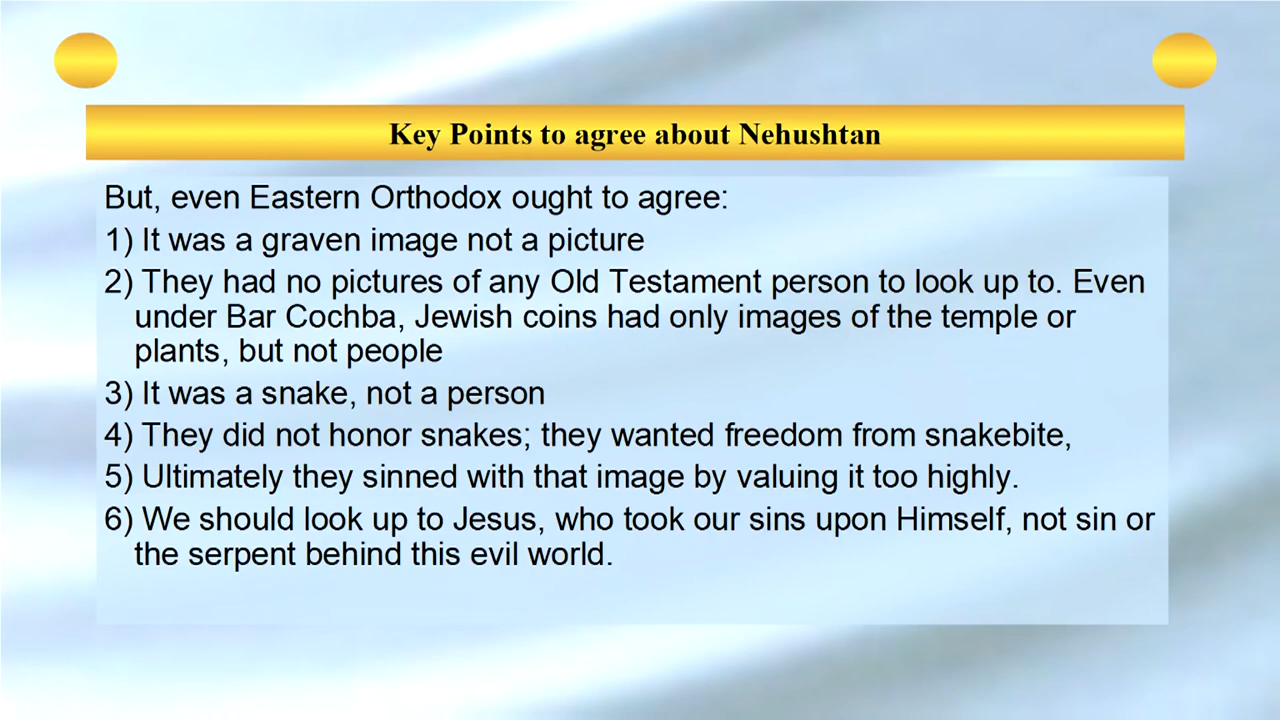 Key Points to agree about Nehushtan
But, even Eastern Orthodox ought to agree:
1) It was a graven image not a picture
2) They had no pictures of any Old Testament person to look up to. Even
under Bar Cochba, Jewish coins had only images of the temple or
plants, but not people
3) It was a snake, not a person
4) They did not honor snakes; they wanted freedom from snakebite,
5) Ultimately they sinned with that image by valuing it too highly.
6) We should look up to Jesus, who took our sins upon Himself, not sin or
the serpent behind this evil world.